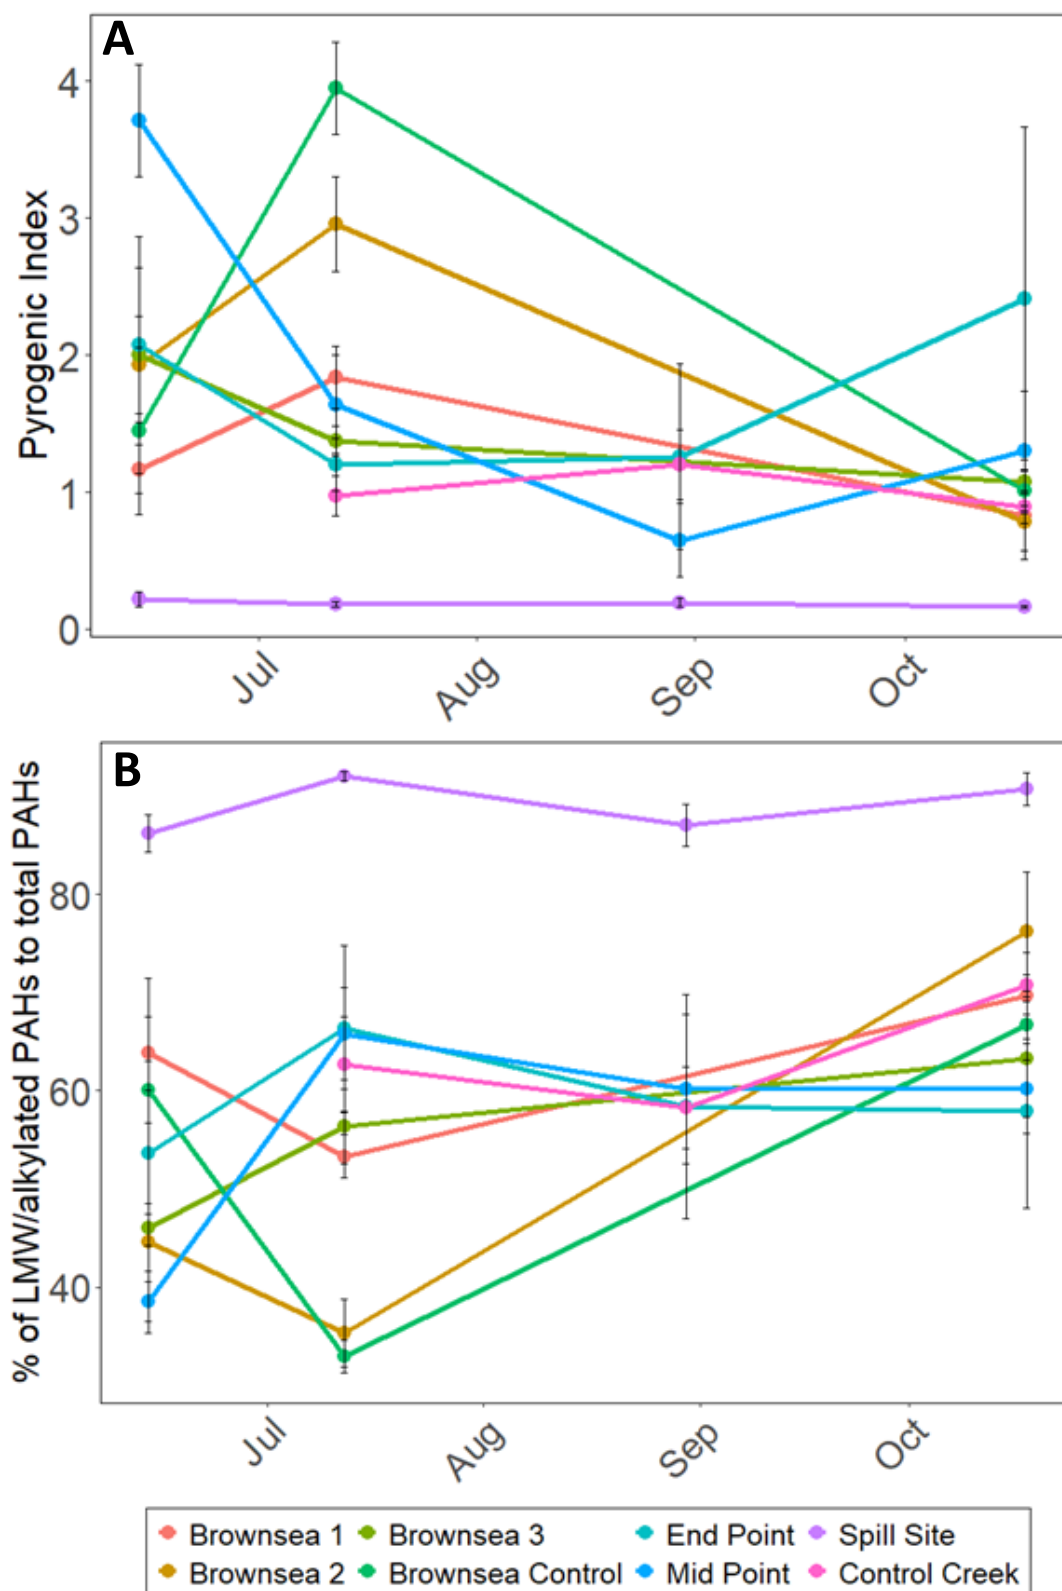 A
Pyrogenic Index
4
3
2
1
0
Jul
Aug
Sep
Oct
B
% of LMW/alkylated PAHs to total PAHs
80
60
40
Jul
Aug
Sep
Oct
Brownsea 1 Brownsea 3 End Point Spill Site
Brownsea 2 Brownsea Control Mid Point Control Creek